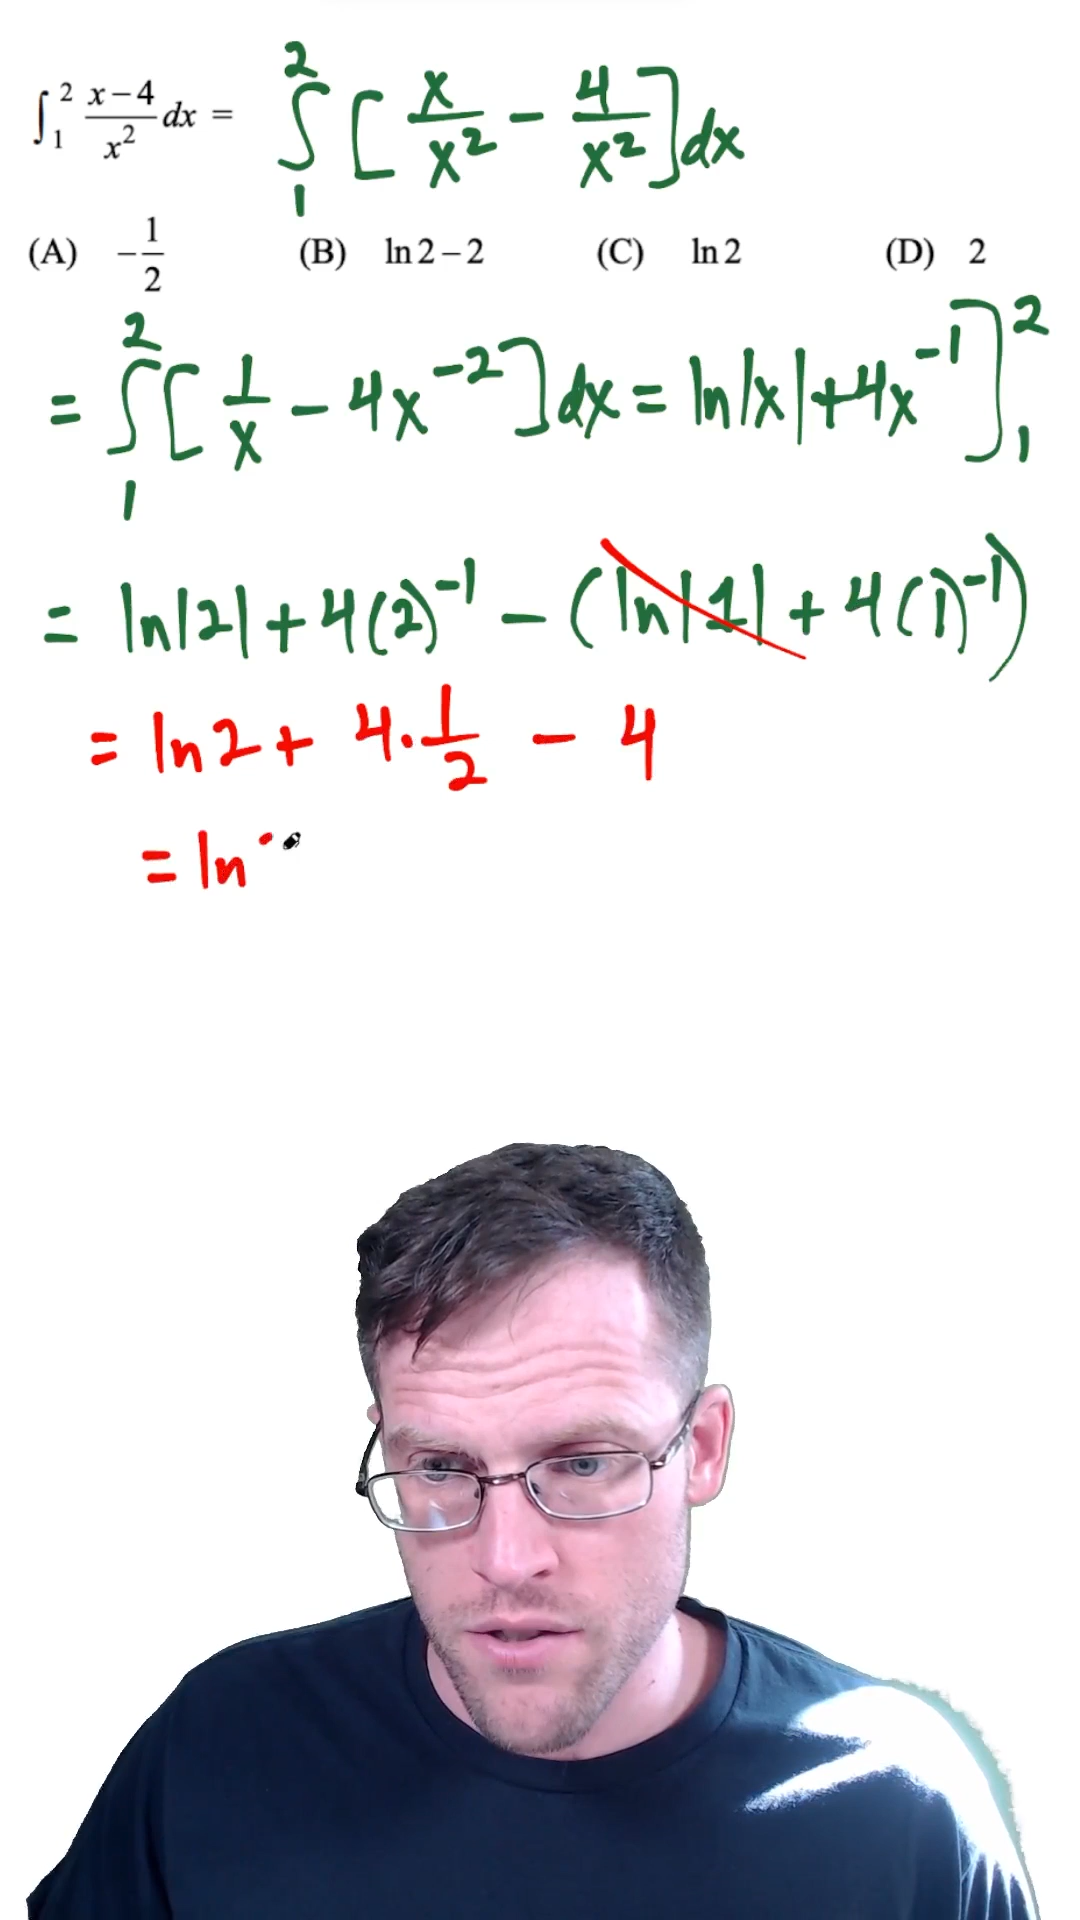 ∫₁² (x−4)/x² dx = ∫₁² [x/x² − 4/x²] dx
(A) −1/2 (B) ln 2 − 2 (C) ln 2 (D) 2
= ∫₁² [1/x − 4x⁻²] dx = ln|x| + 4x⁻¹]₁²
= ln|2| + 4(2)⁻¹ − (ln|1| + 4(1)⁻¹)
= ln2 + 4·1/2 − 4
= ln